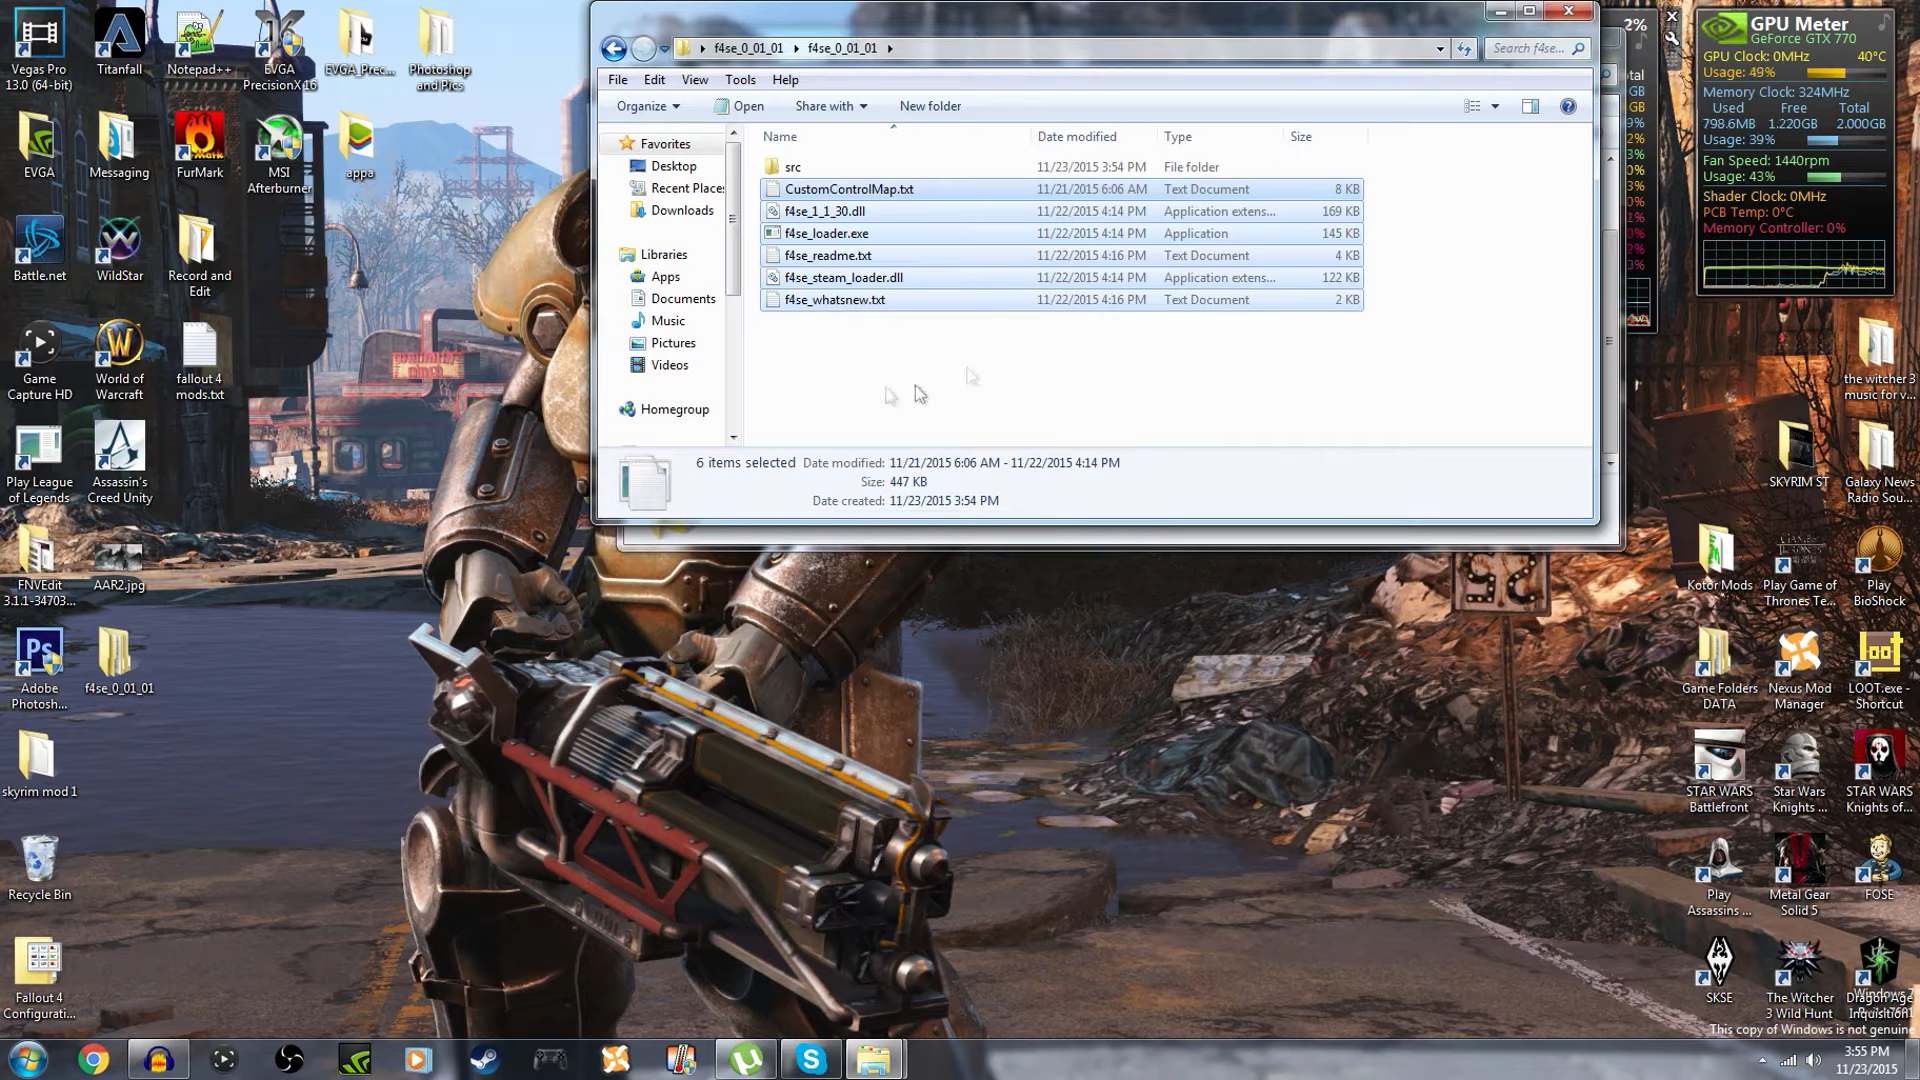 Vegas Pro
13.0 (64-bit)
Titanfall
Notepad++
EVGA
PrecisionX 16
EVGA_Prec...
Photoshop
and Pics
EVGA
Messaging
FurMark
MSI
Afterburner
appa
Battle.net
WildStar
Record and
Edit
Game
Capture HD
World of
Warcraft
fallout 4
mods.txt
Play League
of Legends
Assassin's
Creed Unity
FNVEdit
3.1.1-34703...
AAR2.jpg
Adobe
Photosh...
f4se_0_01_01
skyrim mod 1
Recycle Bin
Fallout 4
Configurati...
f4se_0_01_01
f4se_0_01_01
Search f4se...
File Edit View Tools Help
Organize Open Share with New folder
Name Date modified Type Size
Favorites
Desktop
Recent Places
Downloads
Libraries
Apps
Documents
Music
Pictures
Videos
Homegroup
src 11/23/2015 3:54 PM File folder
CustomControlMap.txt 11/21/2015 6:06 AM Text Document 8 KB
f4se_1_1_30.dll 11/22/2015 4:14 PM Application extens... 169 KB
f4se_loader.exe 11/22/2015 4:14 PM Application 145 KB
f4se_readme.txt 11/22/2015 4:16 PM Text Document 4 KB
f4se_steam_loader.dll 11/22/2015 4:14 PM Application extens... 122 KB
f4se_whatsnew.txt 11/22/2015 4:16 PM Text Document 2 KB
6 items selected Date modified: 11/21/2015 6:06 AM - 11/22/2015 4:14 PM
Size: 447 KB
Date created: 11/23/2015 3:54 PM
2%
GPU Meter
GeForce GTX 770
GPU Clock: 0MHz 40°C
Usage: 49%
Memory Clock: 324MHz
Used Free Total
798.6MB 1.220GB 2.000GB
Usage: 39%
Fan Speed: 1440rpm
Usage: 43%
Shader Clock: 0MHz
PCB Temp: 0°C
Memory Controller: 0%
the witcher 3
music for v...
SKYRIM ST
Galaxy News
Radio Sou...
Kotor Mods
Play Game of
Thrones Te...
Play
BioShock
Game Folders
DATA
Nexus Mod
Manager
LOOT.exe -
Shortcut
STAR WARS
Battlefront
Star Wars
Knights ...
STAR WARS
Knights of...
Play
Assassins ...
Metal Gear
Solid 5
FOSE
SKSE
The Witcher
3 Wild Hunt
Dragon Age
Inquisition
Windows 7
This copy of Windows is not genuine
3:55 PM
11/23/2015